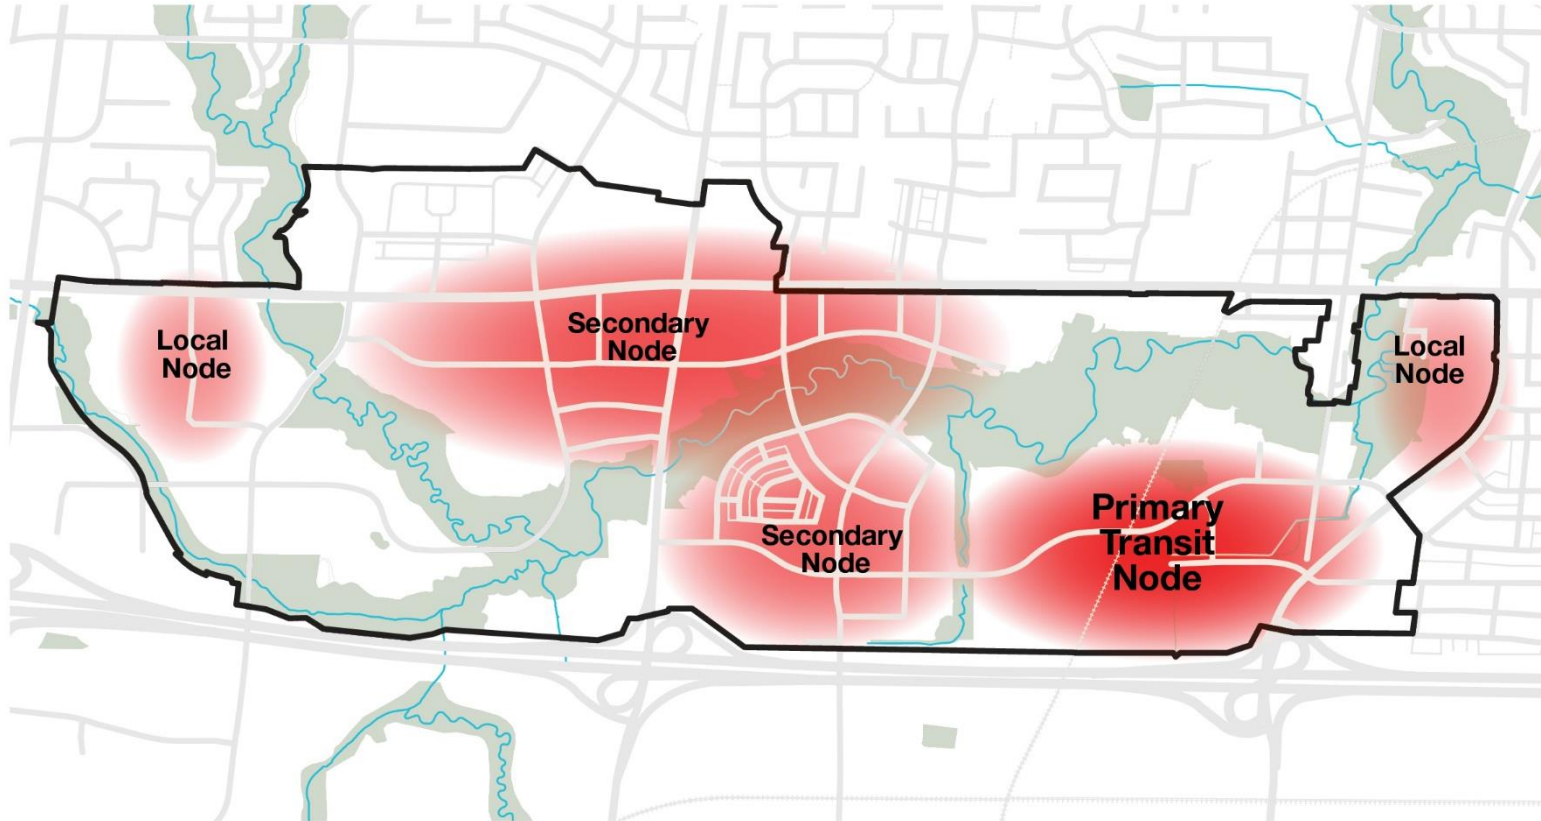 Local
Node
Secondary
Node
Local
Node
Secondary
Node
Primary
Transit
Node